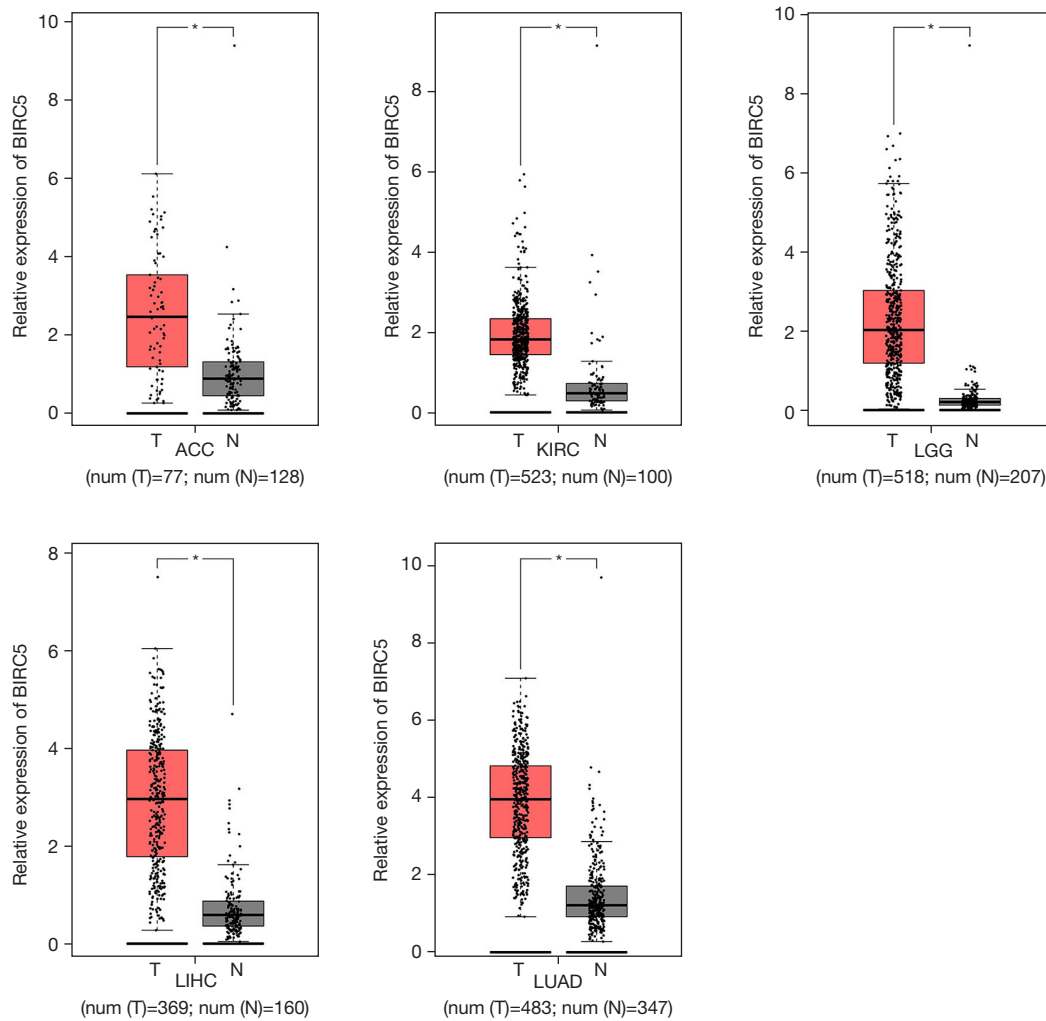 Relative expression of BIRC5
10
8
6
4
2
0
*
T N
ACC
(num (T)=77; num (N)=128)
Relative expression of BIRC5
8
6
4
2
0
*
T N
KIRC
(num (T)=523; num (N)=100)
Relative expression of BIRC5
10
8
6
4
2
0
*
T N
LGG
(num (T)=518; num (N)=207)
Relative expression of BIRC5
8
6
4
2
0
*
T N
LIHC
(num (T)=369; num (N)=160)
Relative expression of BIRC5
10
8
6
4
2
0
*
T N
LUAD
(num (T)=483; num (N)=347)